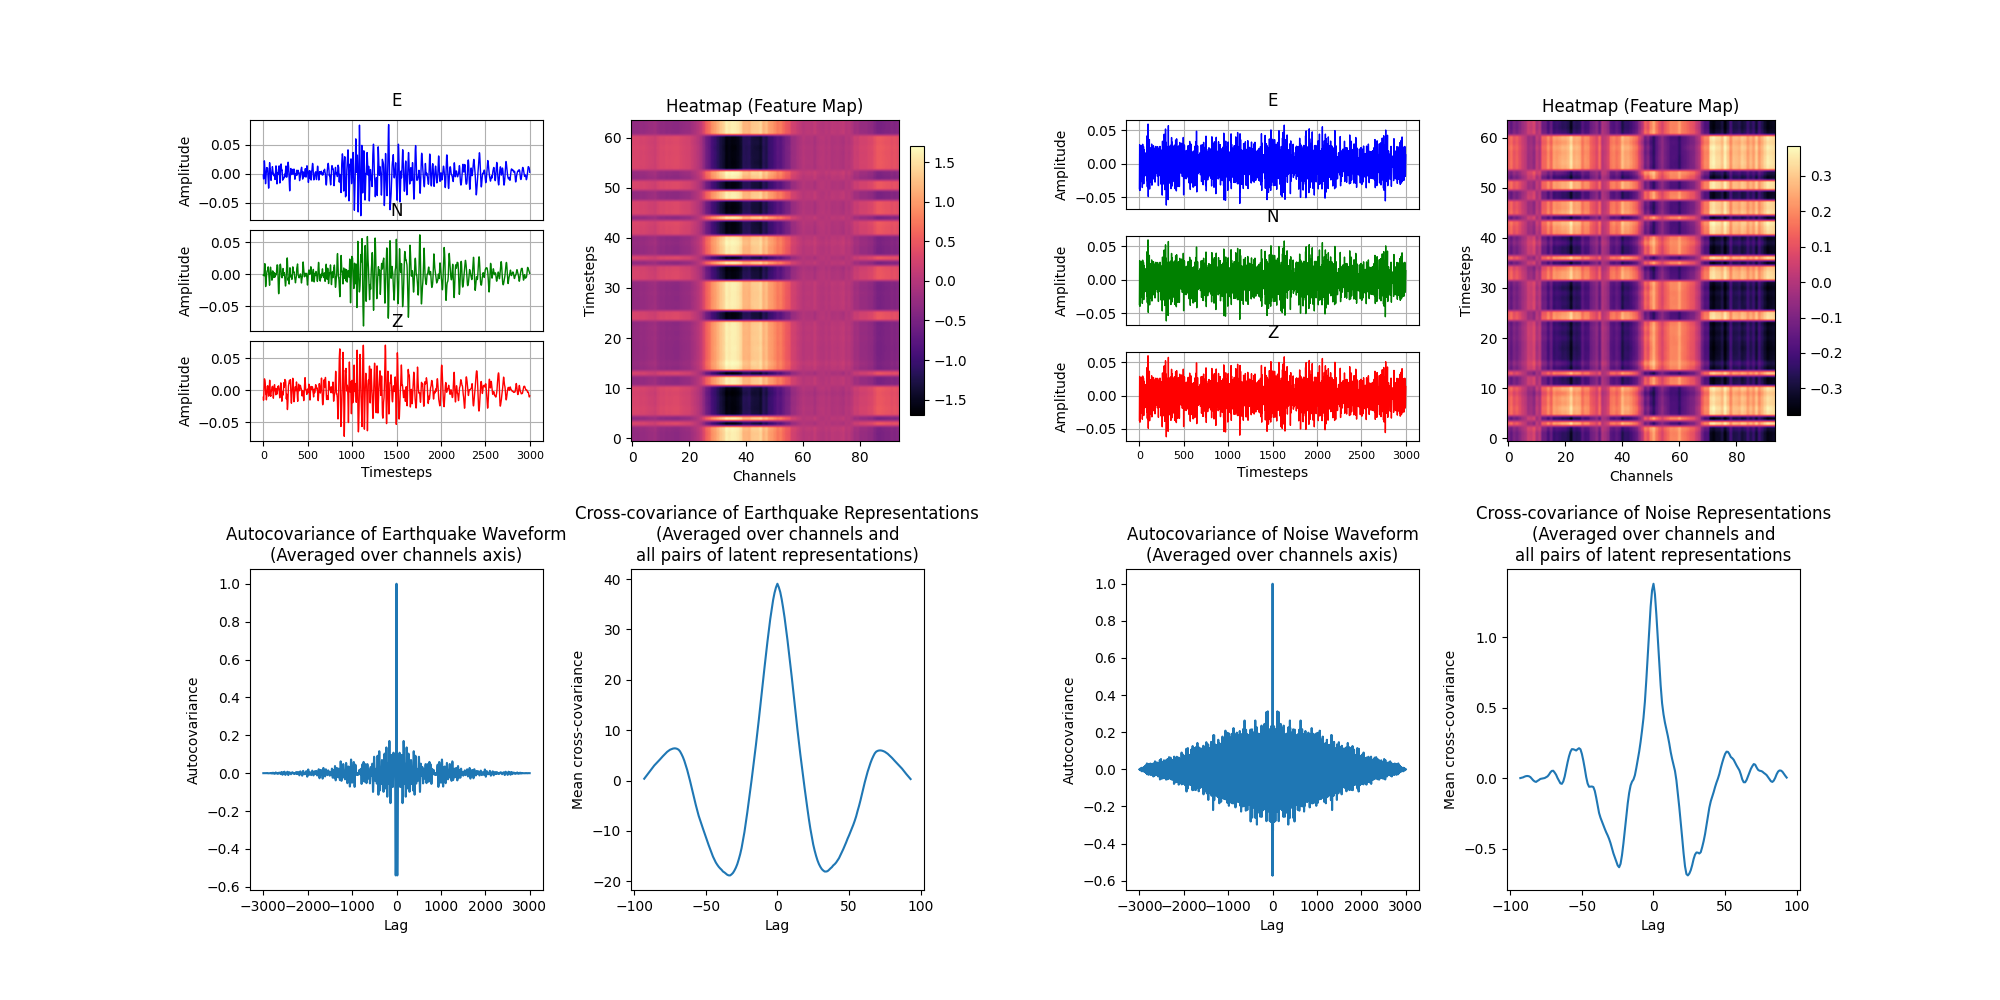 E
Amplitude
0.05
0.00
−0.05
N
Amplitude
0.05
0.00
−0.05
Z
Amplitude
0.05
0.00
−0.05
0 500 1000 1500 2000 2500 3000
Timesteps
Heatmap (Feature Map)
Timesteps
60
50
40
30
20
10
0
0 20 40 60 80
Channels
1.5
1.0
0.5
0.0
−0.5
−1.0
−1.5
E
Amplitude
0.05
0.00
−0.05
N
Amplitude
0.05
0.00
−0.05
Z
Amplitude
0.05
0.00
−0.05
0 500 1000 1500 2000 2500 3000
Timesteps
Heatmap (Feature Map)
Timesteps
60
50
40
30
20
10
0
0 20 40 60 80
Channels
0.3
0.2
0.1
0.0
−0.1
−0.2
−0.3
Autocovariance of Earthquake Waveform
(Averaged over channels axis)
Autocovariance
1.0
0.8
0.6
0.4
0.2
0.0
−0.2
−0.4
−0.6
−3000 −2000 −1000 0 1000 2000 3000
Lag
Cross-covariance of Earthquake Representations
(Averaged over channels and
all pairs of latent representations)
Mean cross-covariance
40
30
20
10
0
−10
−20
−100 −50 0 50 100
Lag
Autocovariance of Noise Waveform
(Averaged over channels axis)
Autocovariance
1.0
0.8
0.6
0.4
0.2
0.0
−0.2
−0.4
−0.6
−3000 −2000 −1000 0 1000 2000 3000
Lag
Cross-covariance of Noise Representations
(Averaged over channels and
all pairs of latent representations
Mean cross-covariance
1.0
0.5
0.0
−0.5
−100 −50 0 50 100
Lag